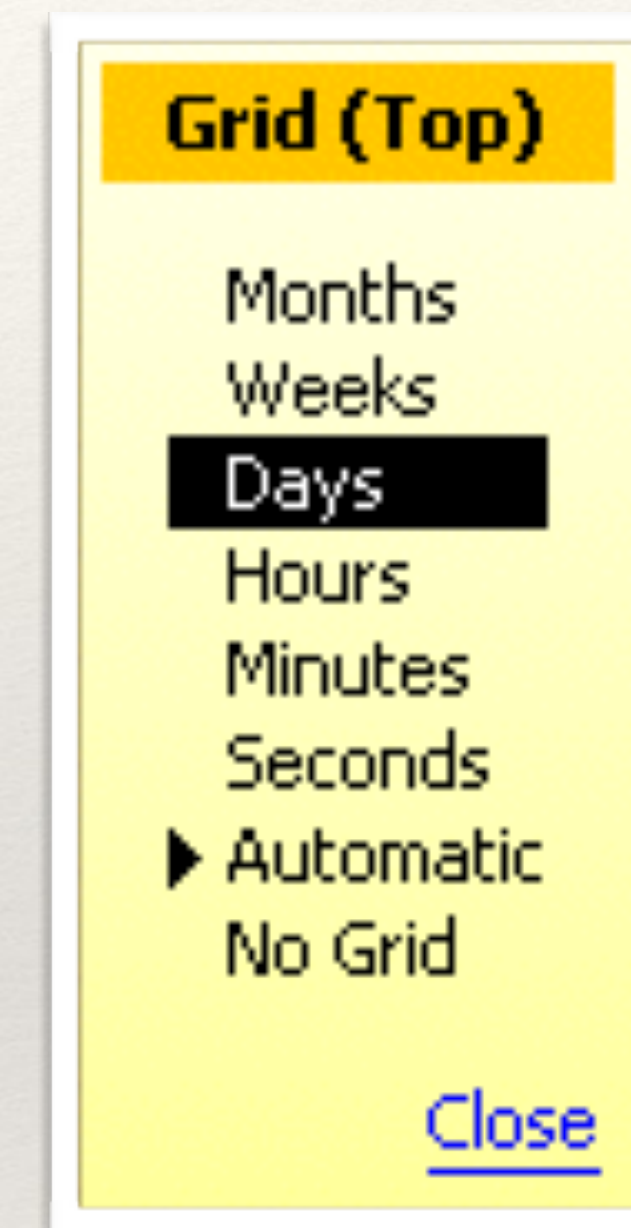 Grid (Top)
Months
Weeks
Days
Hours
Minutes
Seconds
Automatic
No Grid
Close